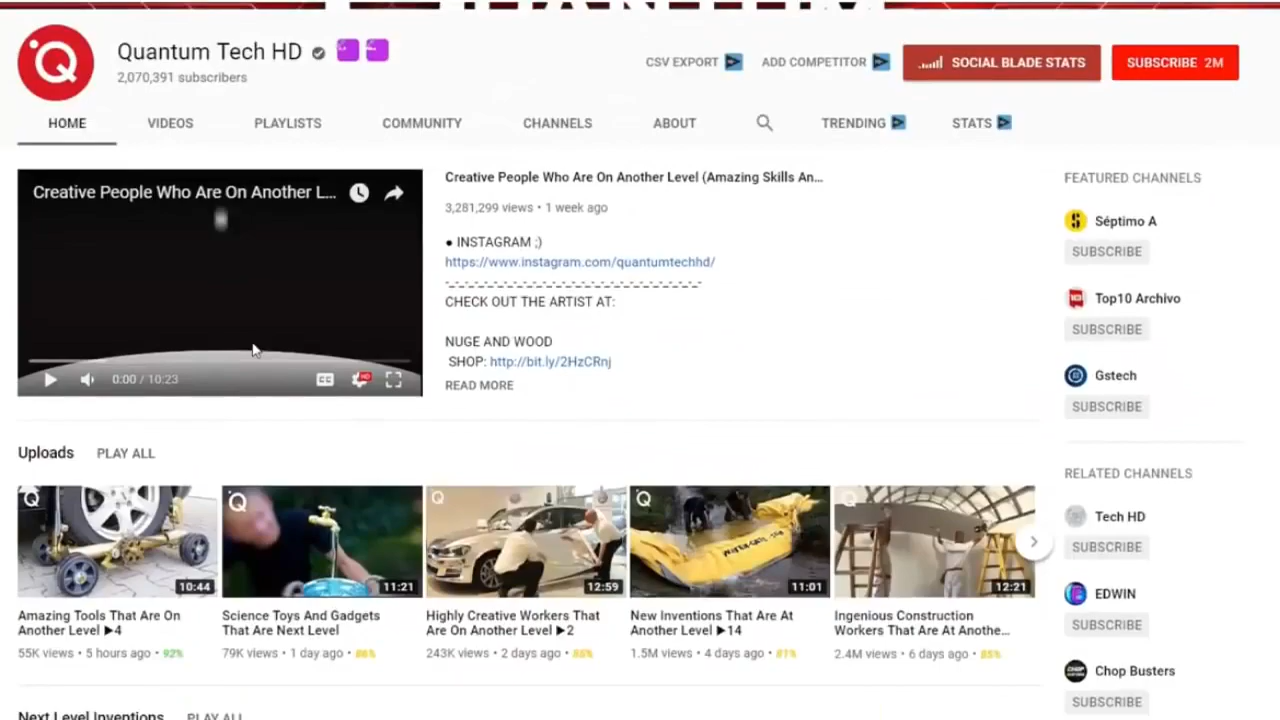 Quantum Tech HD
2,070,391 subscribers
CSV EXPORT
ADD COMPETITOR
SOCIAL BLADE STATS
SUBSCRIBE 2M
HOME
VIDEOS
PLAYLISTS
COMMUNITY
CHANNELS
ABOUT
TRENDING
STATS
Creative People Who Are On Another L...
0:00 / 10:23
CC
HD
Creative People Who Are On Another Level (Amazing Skills An...
3,281,299 views • 1 week ago
● INSTAGRAM ;)
https://www.instagram.com/quantumtechhd/
- - - - - - - - - - - - - - - - - - - - - - - - - -
CHECK OUT THE ARTIST AT:
NUGE AND WOOD
SHOP: http://bit.ly/2HzCRnj
READ MORE
FEATURED CHANNELS
Séptimo A
SUBSCRIBE
Top10 Archivo
SUBSCRIBE
Gstech
SUBSCRIBE
RELATED CHANNELS
Tech HD
SUBSCRIBE
EDWIN
SUBSCRIBE
Chop Busters
SUBSCRIBE
Uploads PLAY ALL
10:44
Amazing Tools That Are On
Another Level ►4
55K views • 5 hours ago • 92%
11:21
Science Toys And Gadgets
That Are Next Level
79K views • 1 day ago • 86%
12:59
Highly Creative Workers That
Are On Another Level ►2
243K views • 2 days ago • 85%
WATER-GATE
11:01
New Inventions That Are At
Another Level ►14
1.5M views • 4 days ago • 81%
12:21
Ingenious Construction
Workers That Are At Anothe...
2.4M views • 6 days ago • 85%
Next Level Inventions PLAY ALL